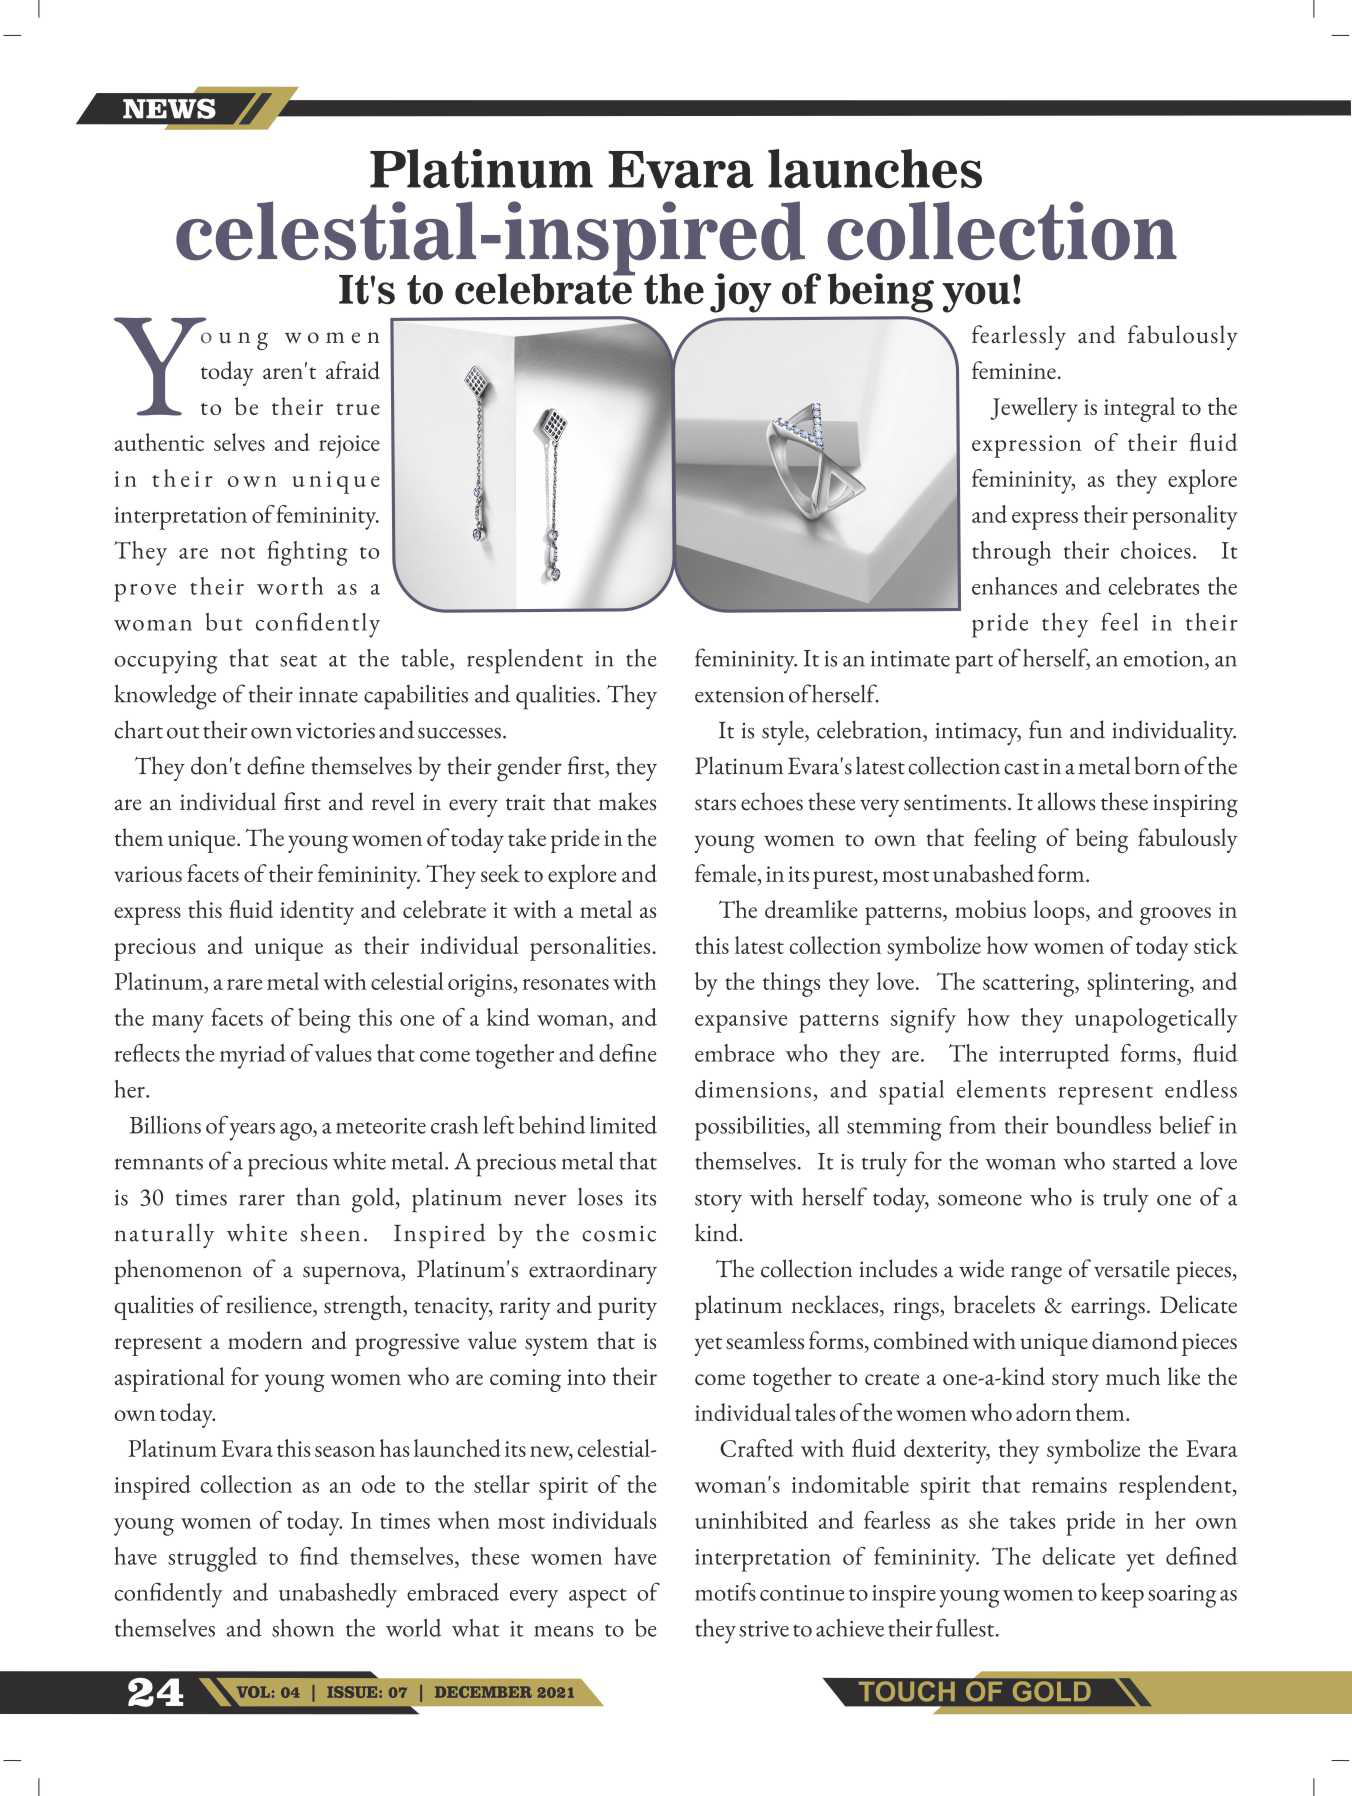 NEWS
Platinum Evara launches
celestial-inspired collection
It's to celebrate the joy of being you!
Young women
today aren't afraid
to be their true
authentic selves and rejoice
in their own unique
interpretation of femininity.
They are not fighting to
prove their worth as a
woman but confidently
occupying that seat at the table, resplendent in the
knowledge of their innate capabilities and qualities. They
chart out their own victories and successes.
They don't define themselves by their gender first, they
are an individual first and revel in every trait that makes
them unique. The young women of today take pride in the
various facets of their femininity. They seek to explore and
express this fluid identity and celebrate it with a metal as
precious and unique as their individual personalities.
Platinum, a rare metal with celestial origins, resonates with
the many facets of being this one of a kind woman, and
reflects the myriad of values that come together and define
her.
Billions of years ago, a meteorite crash left behind limited
remnants of a precious white metal. A precious metal that
is 30 times rarer than gold, platinum never loses its
naturally white sheen. Inspired by the cosmic
phenomenon of a supernova, Platinum's extraordinary
qualities of resilience, strength, tenacity, rarity and purity
represent a modern and progressive value system that is
aspirational for young women who are coming into their
own today.
Platinum Evara this season has launched its new, celestial-
inspired collection as an ode to the stellar spirit of the
young women of today. In times when most individuals
have struggled to find themselves, these women have
confidently and unabashedly embraced every aspect of
themselves and shown the world what it means to be
fearlessly and fabulously
feminine.
Jewellery is integral to the
expression of their fluid
femininity, as they explore
and express their personality
through their choices. It
enhances and celebrates the
pride they feel in their
femininity. It is an intimate part of herself, an emotion, an
extension of herself.
It is style, celebration, intimacy, fun and individuality.
Platinum Evara's latest collection cast in a metal born of the
stars echoes these very sentiments. It allows these inspiring
young women to own that feeling of being fabulously
female, in its purest, most unabashed form.
The dreamlike patterns, mobius loops, and grooves in
this latest collection symbolize how women of today stick
by the things they love. The scattering, splintering, and
expansive patterns signify how they unapologetically
embrace who they are. The interrupted forms, fluid
dimensions, and spatial elements represent endless
possibilities, all stemming from their boundless belief in
themselves. It is truly for the woman who started a love
story with herself today, someone who is truly one of a
kind.
The collection includes a wide range of versatile pieces,
platinum necklaces, rings, bracelets & earrings. Delicate
yet seamless forms, combined with unique diamond pieces
come together to create a one-a-kind story much like the
individual tales of the women who adorn them.
Crafted with fluid dexterity, they symbolize the Evara
woman's indomitable spirit that remains resplendent,
uninhibited and fearless as she takes pride in her own
interpretation of femininity. The delicate yet defined
motifs continue to inspire young women to keep soaring as
they strive to achieve their fullest.
24 VOL: 04 | ISSUE: 07 | DECEMBER 2021
TOUCH OF GOLD